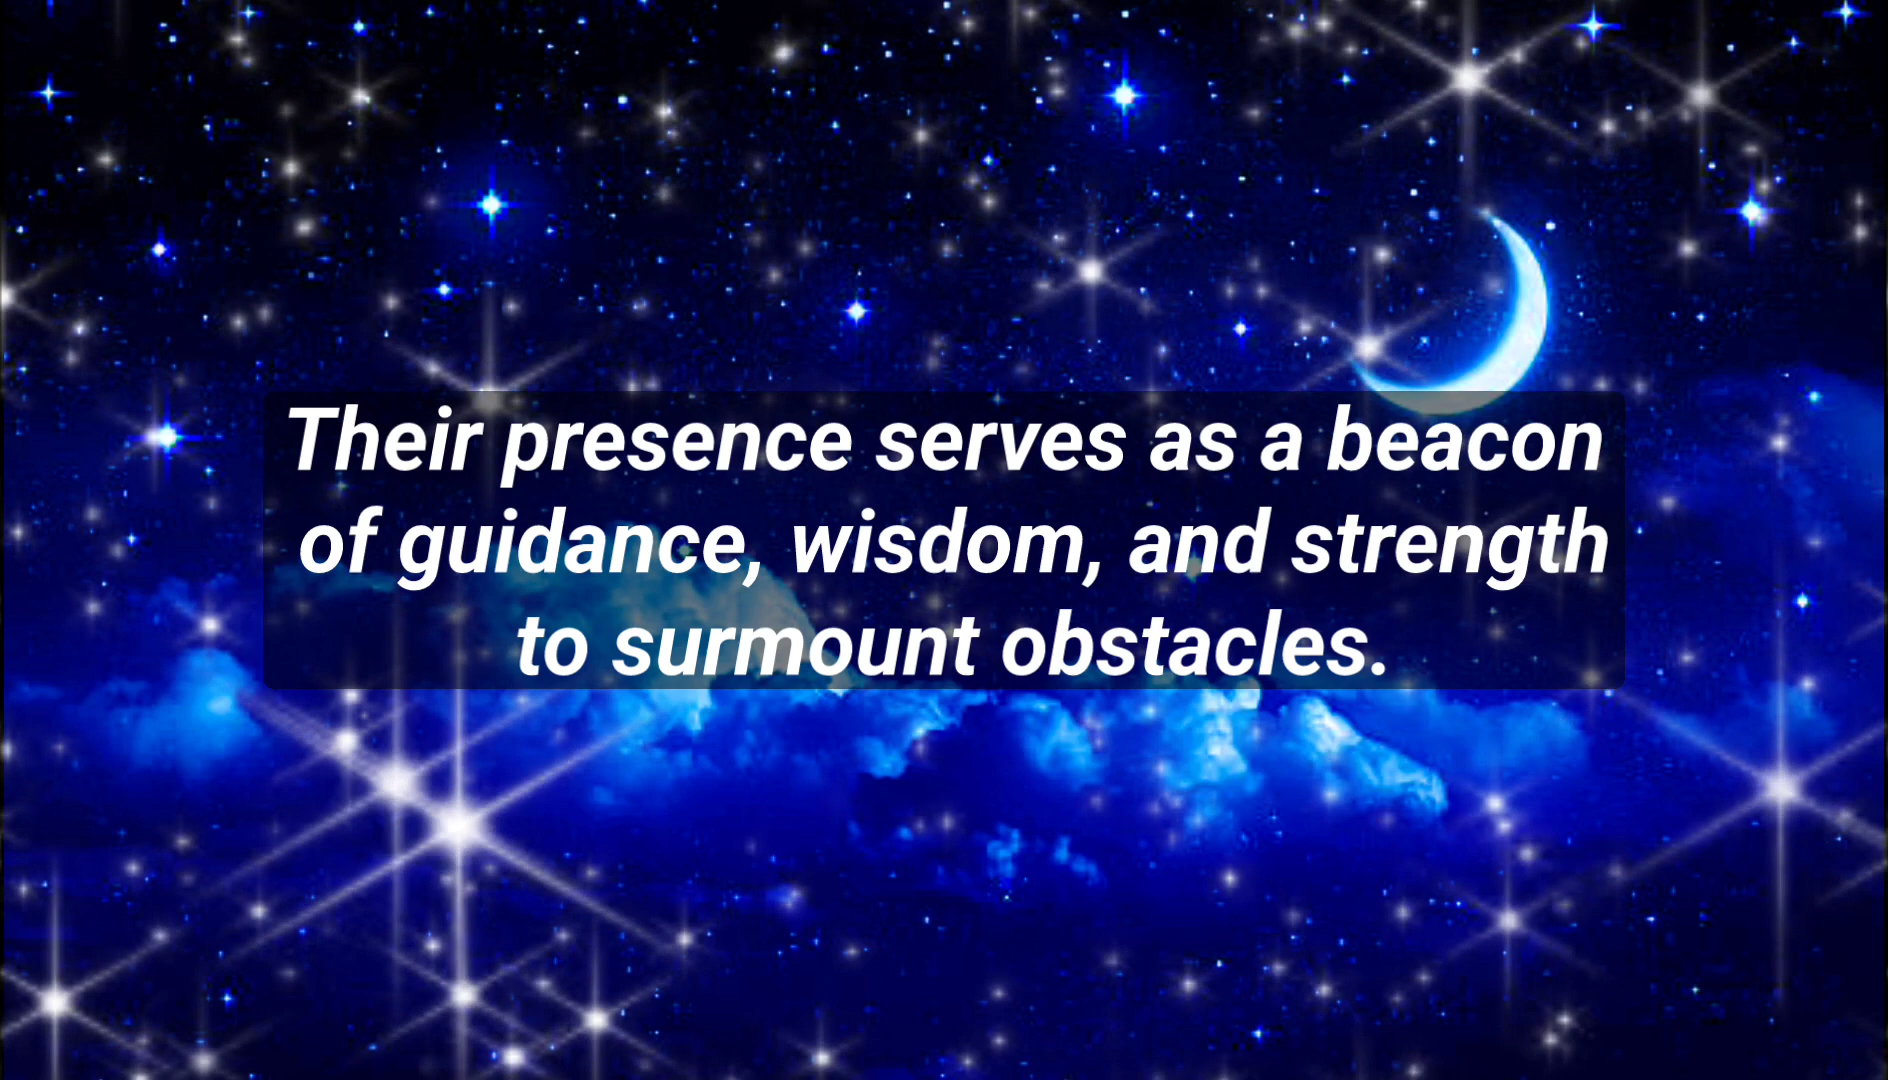 Their presence serves as a beacon
of guidance, wisdom, and strength
to surmount obstacles.